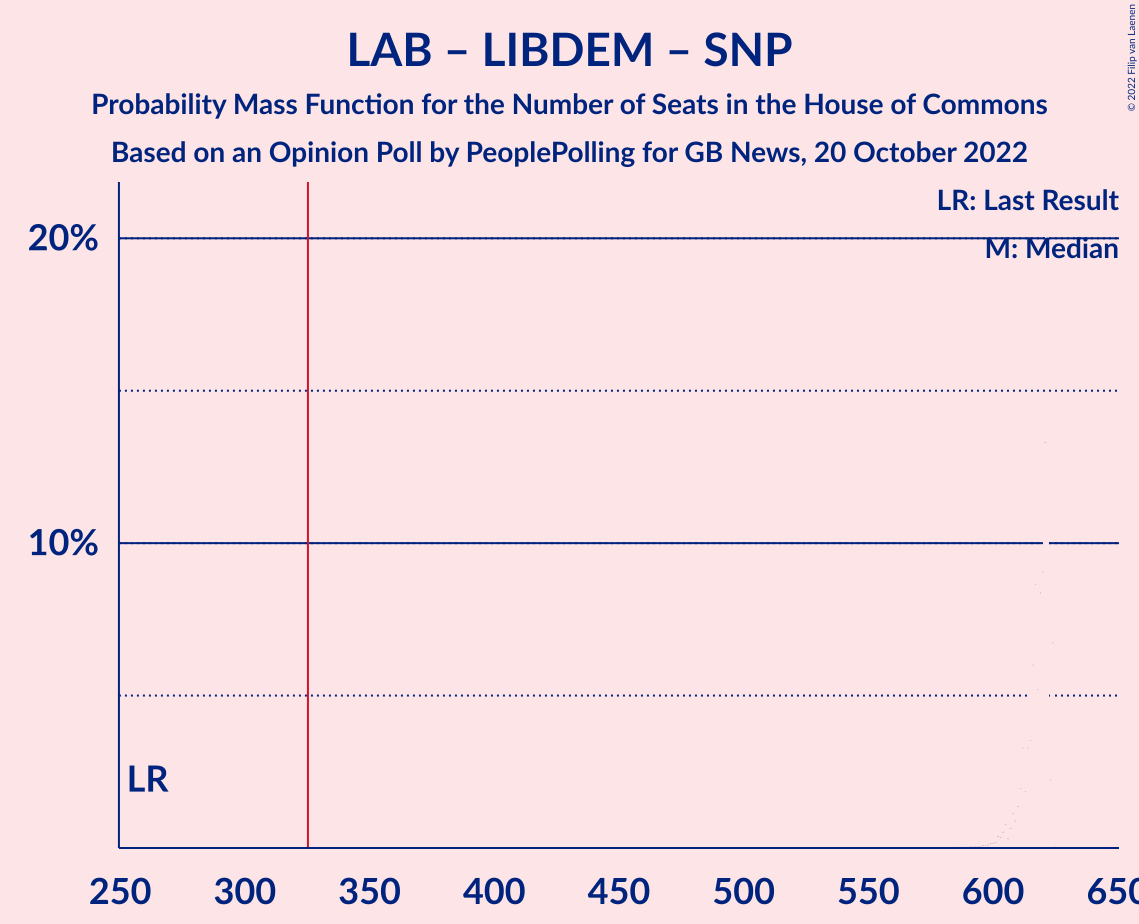 LAB – LIBDEM – SNP
Probability Mass Function for the Number of Seats in the House of Commons
Based on an Opinion Poll by PeoplePolling for GB News, 20 October 2022
© 2022 Filip van Laenen
LR: Last Result
M: Median
20%
10%
LR
250 300 350 400 450 500 550 600 650